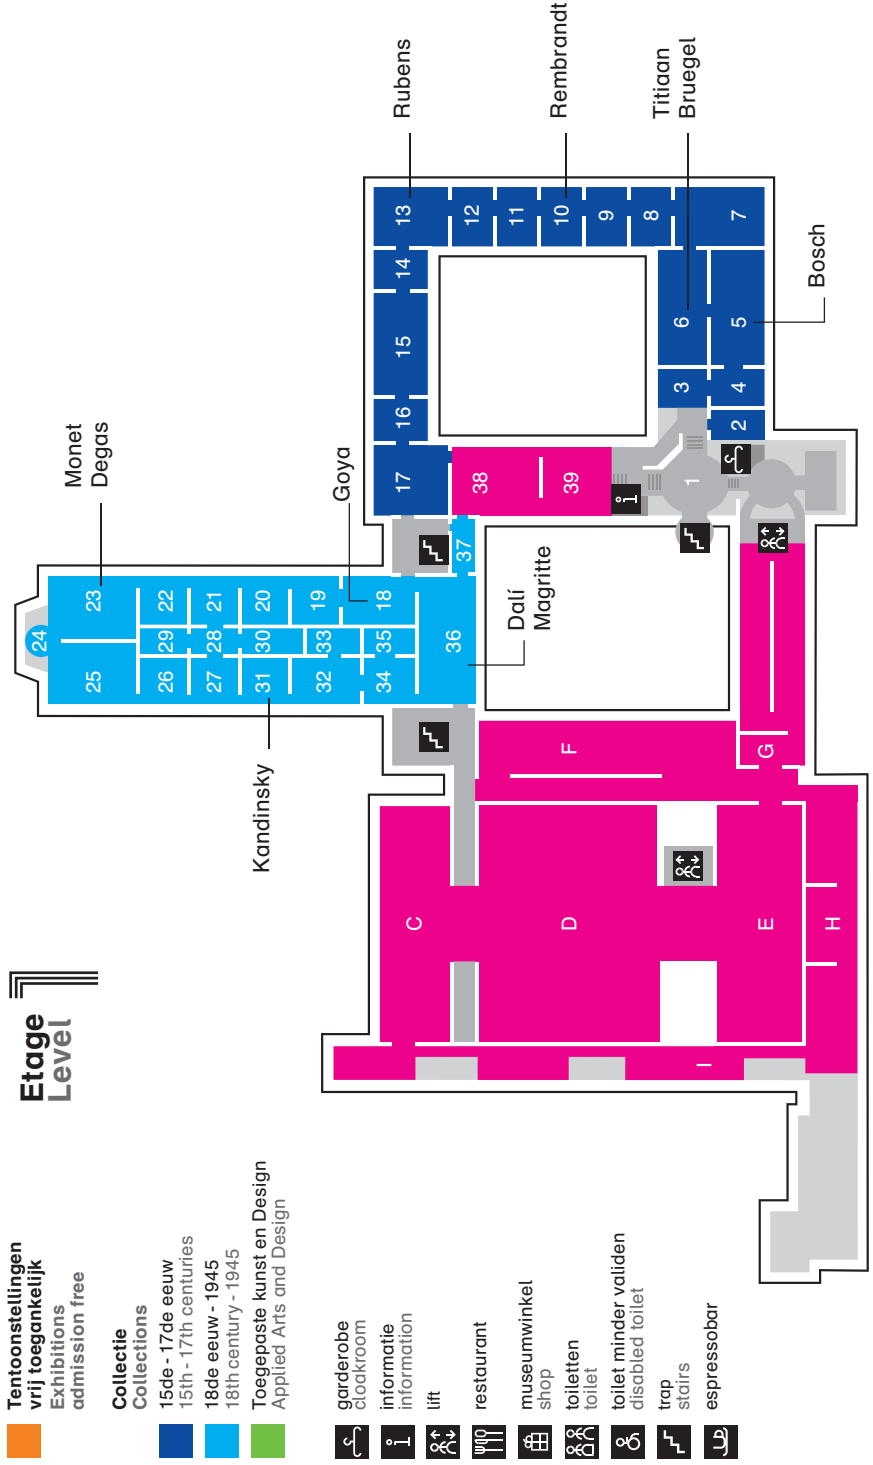 Etage
Level
Tentoonstellingen
vrij toegankelijk
Exhibitions
admission free
Collectie
Collections
15de - 17de eeuw
15th - 17th centuries
18de eeuw - 1945
18th century - 1945
Toegepaste kunst en Design
Applied Arts and Design
garderobe
cloakroom
informatie
information
lift
restaurant
museumwinkel
shop
toiletten
toilet
toilet minder validen
disabled toilet
trap
stairs
espressobar
Monet
Degas
Goya
Kandinsky
Dalí
Magritte
Rubens
Rembrandt
Titiaan
Bruegel
Bosch
1
2
3
4
5
6
7
8
9
10
11
12
13
14
15
16
17
18
19
20
21
22
23
24
25
26
27
28
29
30
31
32
33
34
35
36
37
38
39
C
D
E
F
G
H
I